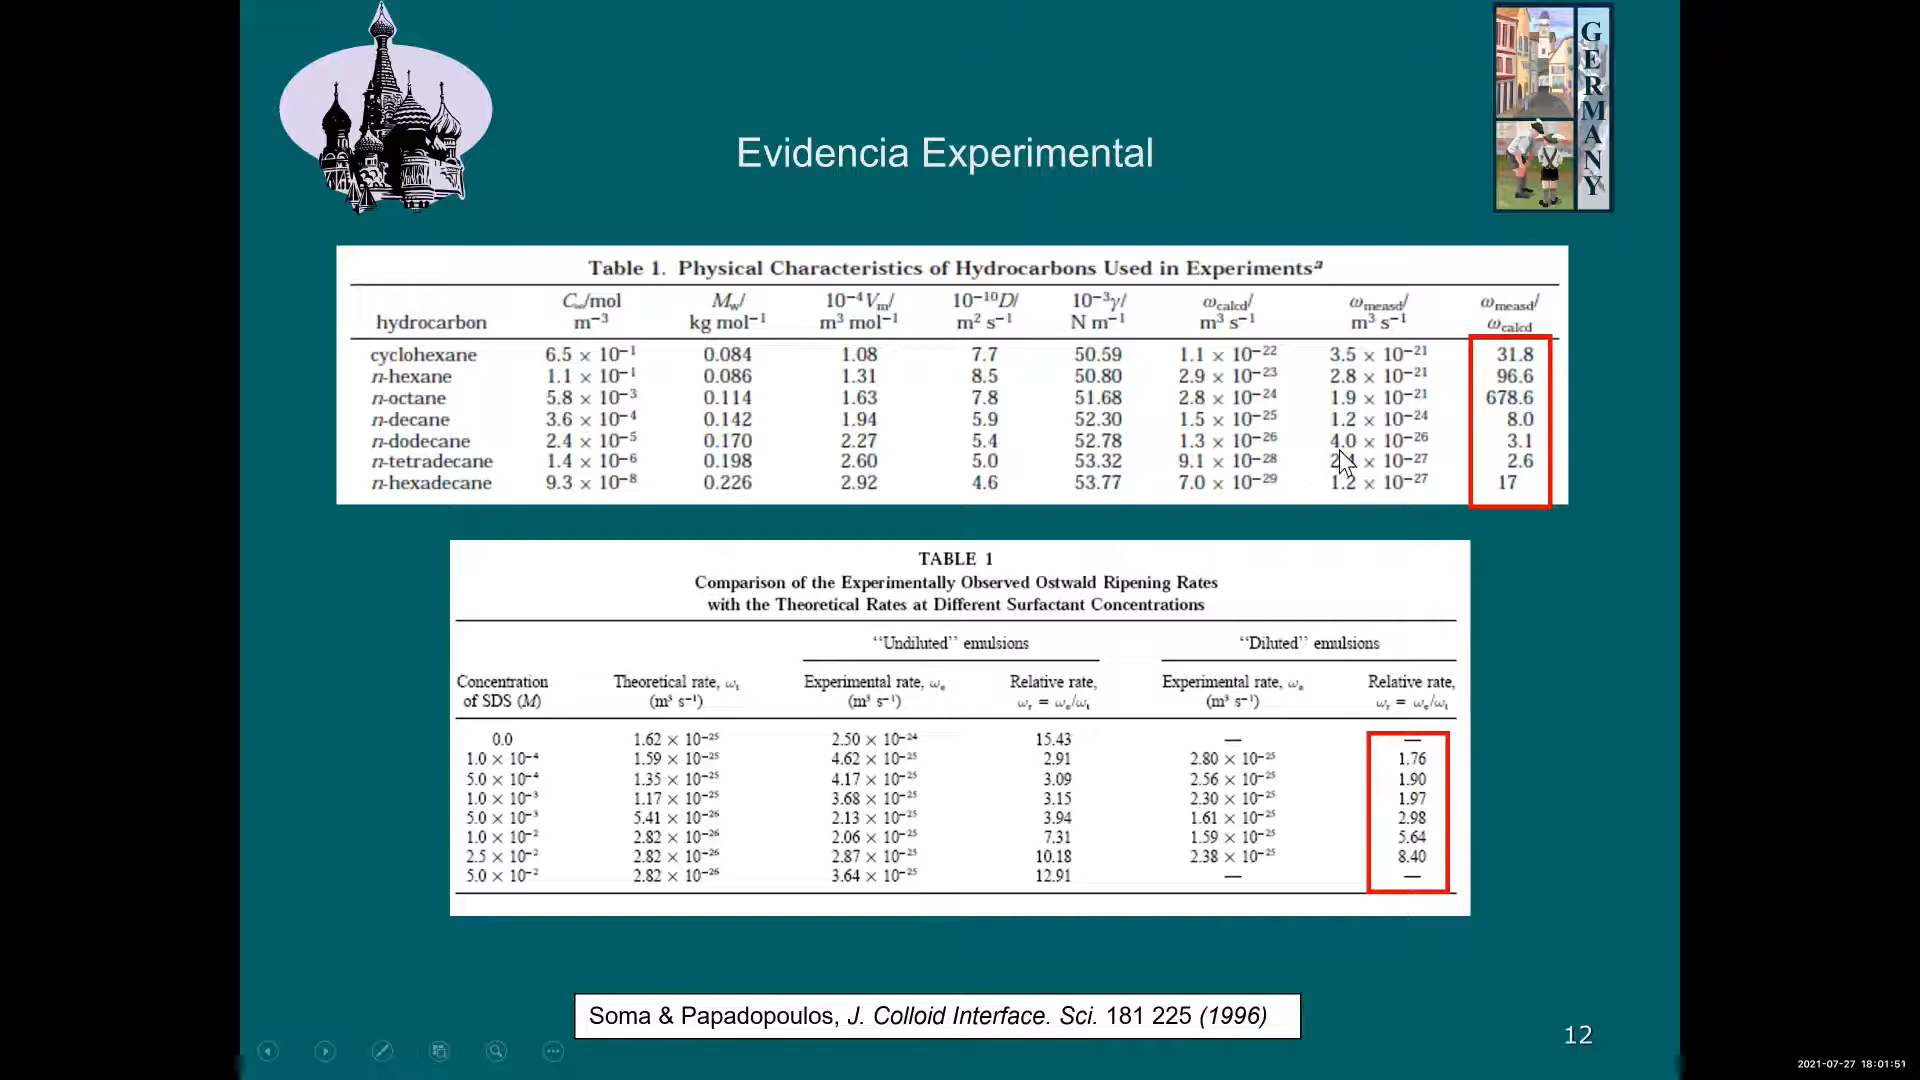 GERMANY
Evidencia Experimental
Table 1. Physical Characteristics of Hydrocarbons Used in Experimentsᵃ
hydrocarbon C∞/mol m⁻³ Mw/ kg mol⁻¹ 10⁻⁴Vm/ m³ mol⁻¹ 10⁻¹⁰D/ m² s⁻¹ 10⁻³γ/ N m⁻¹ ωcalcd/ m³ s⁻¹ ωmeasd/ m³ s⁻¹ ωmeasd/ ωcalcd
cyclohexane 6.5 × 10⁻¹ 0.084 1.08 7.7 50.59 1.1 × 10⁻²² 3.5 × 10⁻²¹ 31.8
n-hexane 1.1 × 10⁻¹ 0.086 1.31 8.5 50.80 2.9 × 10⁻²³ 2.8 × 10⁻²¹ 96.6
n-octane 5.8 × 10⁻³ 0.114 1.63 7.8 51.68 2.8 × 10⁻²⁴ 1.9 × 10⁻²¹ 678.6
n-decane 3.6 × 10⁻⁴ 0.142 1.94 5.9 52.30 1.5 × 10⁻²⁵ 1.2 × 10⁻²⁴ 8.0
n-dodecane 2.4 × 10⁻⁵ 0.170 2.27 5.4 52.78 1.3 × 10⁻²⁶ 4.0 × 10⁻²⁶ 3.1
n-tetradecane 1.4 × 10⁻⁶ 0.198 2.60 5.0 53.32 9.1 × 10⁻²⁸ × 10⁻²⁷ 2.6
n-hexadecane 9.3 × 10⁻⁸ 0.226 2.92 4.6 53.77 7.0 × 10⁻²⁹ 1.2 × 10⁻²⁷ 17
TABLE 1
Comparison of the Experimentally Observed Ostwald Ripening Rates
with the Theoretical Rates at Different Surfactant Concentrations
‘‘Undiluted’’ emulsions ‘‘Diluted’’ emulsions
Concentration Theoretical rate, ωt Experimental rate, ωe Relative rate, Experimental rate, ωe Relative rate,
of SDS (M) (m³ s⁻¹) (m³ s⁻¹) ωr = ωe/ωt (m³ s⁻¹) ωr = ωe/ωt
0.0 1.62 × 10⁻²⁵ 2.50 × 10⁻²⁴ 15.43 — —
1.0 × 10⁻⁴ 1.59 × 10⁻²⁵ 4.62 × 10⁻²⁵ 2.91 2.80 × 10⁻²⁵ 1.76
5.0 × 10⁻⁴ 1.35 × 10⁻²⁵ 4.17 × 10⁻²⁵ 3.09 2.56 × 10⁻²⁵ 1.90
1.0 × 10⁻³ 1.17 × 10⁻²⁵ 3.68 × 10⁻²⁵ 3.15 2.30 × 10⁻²⁵ 1.97
5.0 × 10⁻³ 5.41 × 10⁻²⁶ 2.13 × 10⁻²⁵ 3.94 1.61 × 10⁻²⁵ 2.98
1.0 × 10⁻² 2.82 × 10⁻²⁶ 2.06 × 10⁻²⁵ 7.31 1.59 × 10⁻²⁵ 5.64
2.5 × 10⁻² 2.82 × 10⁻²⁶ 2.87 × 10⁻²⁵ 10.18 2.38 × 10⁻²⁵ 8.40
5.0 × 10⁻² 2.82 × 10⁻²⁶ 3.64 × 10⁻²⁵ 12.91 — —
Soma & Papadopoulos, J. Colloid Interface. Sci. 181 225 (1996)
12
2021-07-27 18:01:51